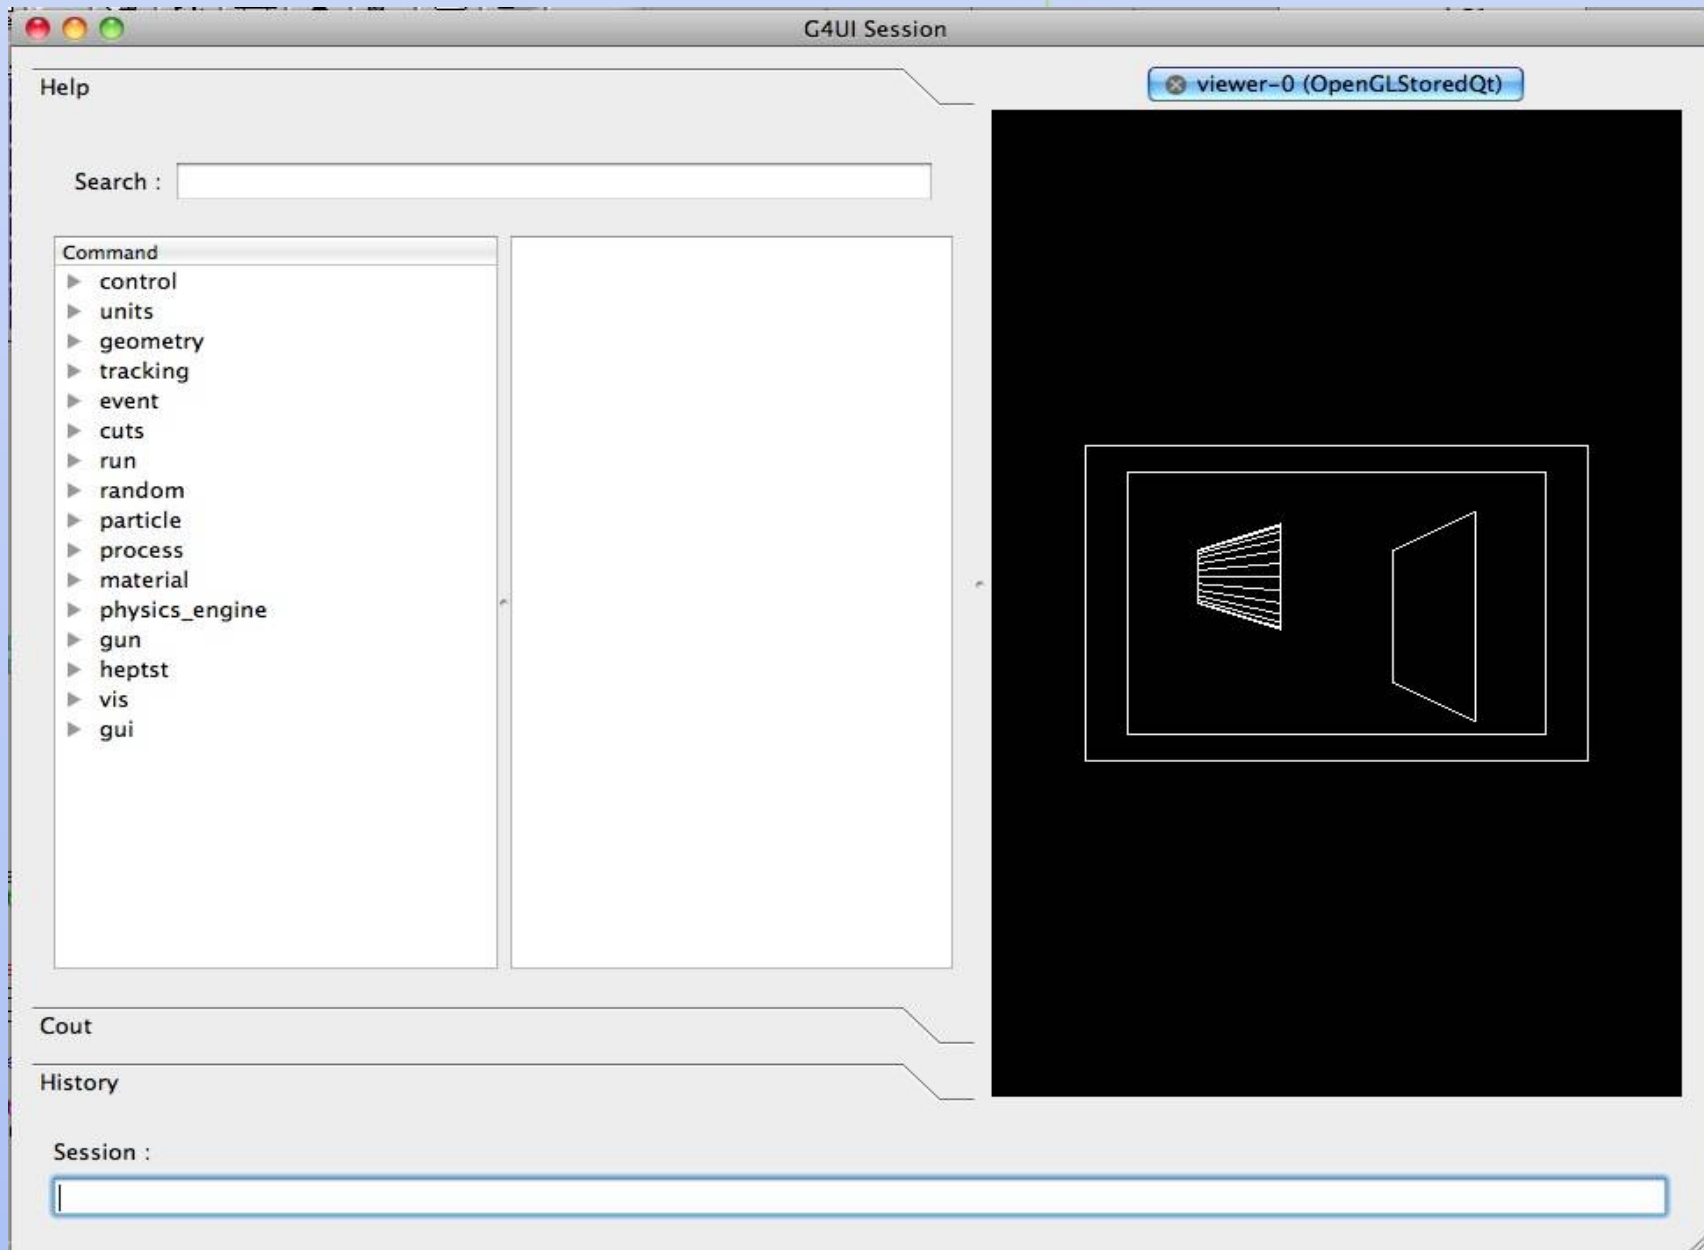 G4UI Session
Help
viewer-0 (OpenGLStoredQt)
Search :
Command
control
units
geometry
tracking
event
cuts
run
random
particle
process
material
physics_engine
gun
heptst
vis
gui
Cout
History
Session :